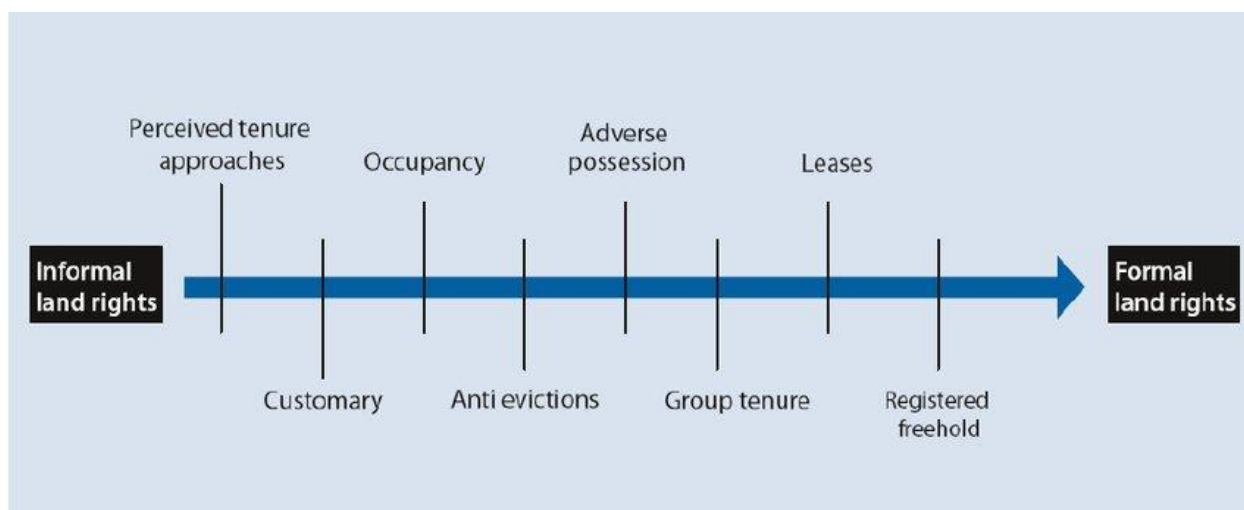 Perceived tenure
approaches
Occupancy
Adverse
possession
Leases
Informal
land rights
Formal
land rights
Customary
Anti evictions
Group tenure
Registered
freehold